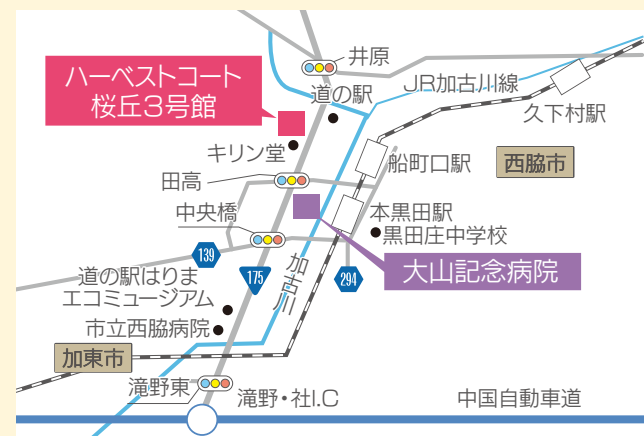 井原
ハーベストコート
桜丘3号館
道の駅
JR加古川線
久下村駅
キリン堂
船町口駅
西脇市
田高
中央橋
本黒田駅
黒田庄中学校
139
175
加古川
294
大山記念病院
道の駅はりま
エコミュージアム
市立西脇病院
加東市
滝野東
滝野・社I.C
中国自動車道